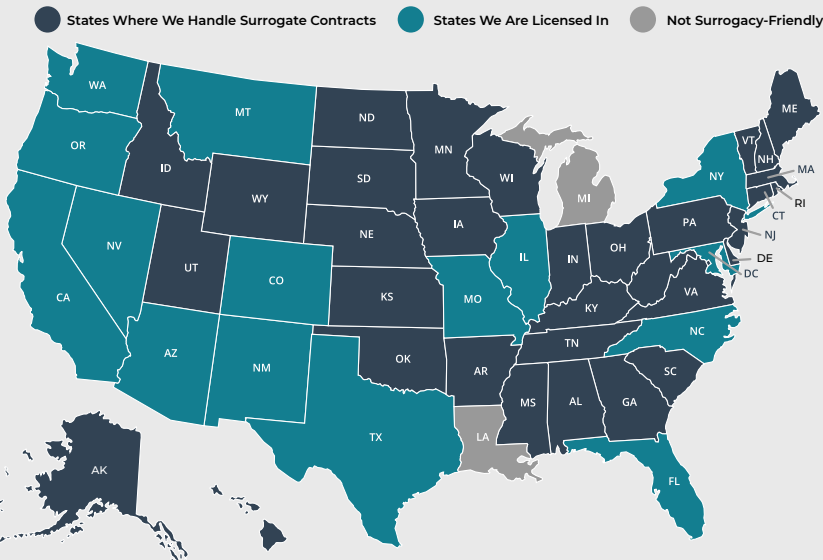 States Where We Handle Surrogate Contracts
States We Are Licensed In
Not Surrogacy-Friendly
WA
MT
ND
MN
ME
OR
ID
WY
SD
WI
MI
VT
NH
NY
MA
RI
CT
NV
UT
CO
NE
IA
IL
IN
OH
PA
NJ
DE
DC
CA
KS
MO
KY
VA
AZ
NM
OK
AR
TN
NC
SC
TX
LA
MS
AL
GA
FL
AK